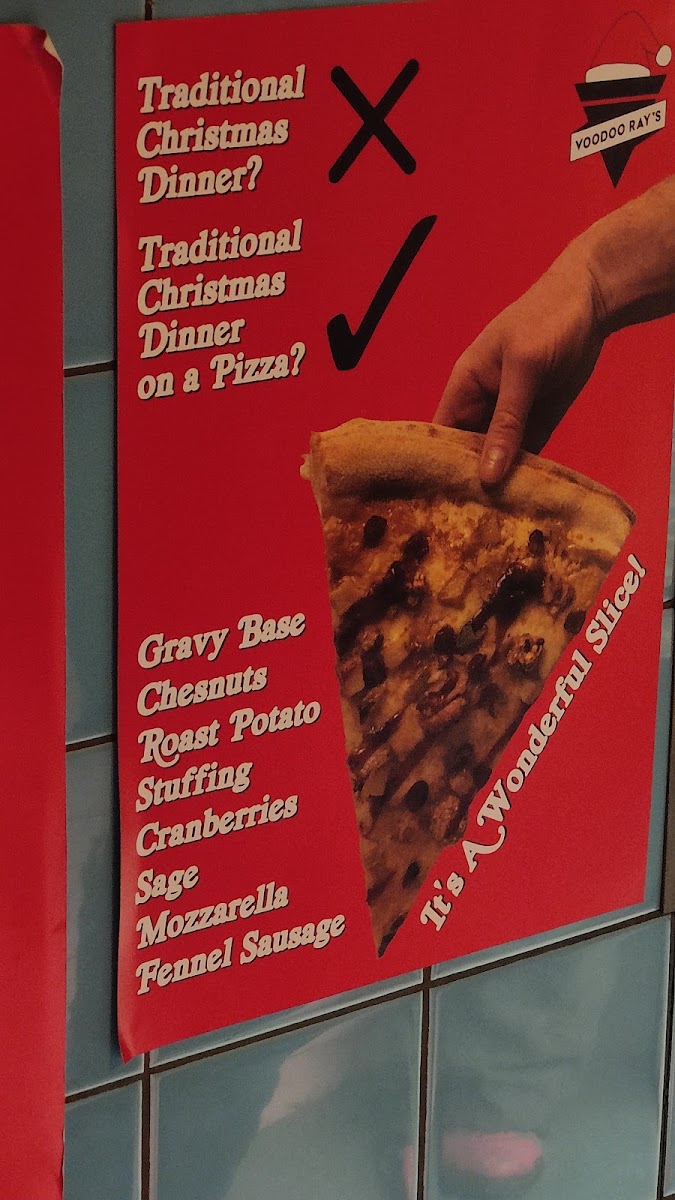 Traditional
Christmas
Dinner?
VOODOO RAY'S
Traditional
Christmas
Dinner
on a Pizza?
Gravy Base
Chesnuts
Roast Potato
Stuffing
Cranberries
Sage
Mozzarella
Fennel Sausage
It's A Wonderful Slice!